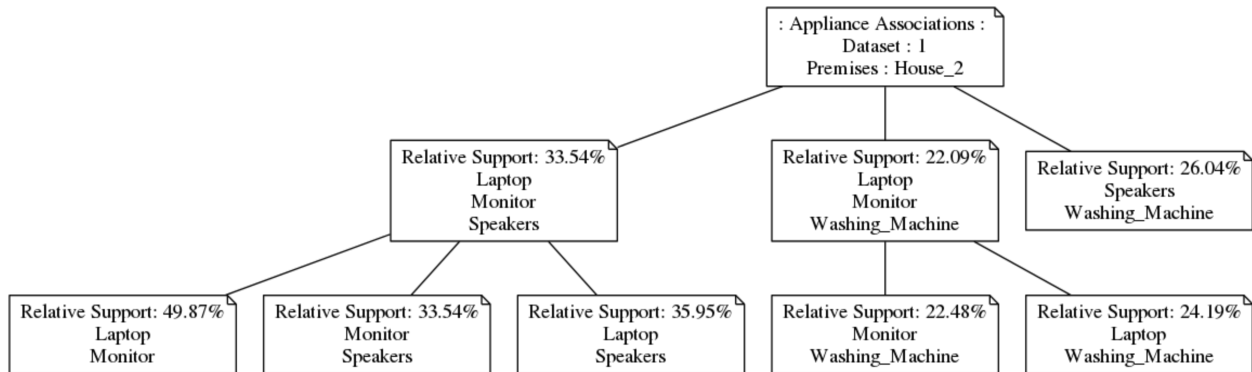 : Appliance Associations :
Dataset : 1
Premises : House_2
Relative Support: 33.54%
Laptop
Monitor
Speakers
Relative Support: 22.09%
Laptop
Monitor
Washing_Machine
Relative Support: 26.04%
Speakers
Washing_Machine
Relative Support: 49.87%
Laptop
Monitor
Relative Support: 33.54%
Monitor
Speakers
Relative Support: 35.95%
Laptop
Speakers
Relative Support: 22.48%
Monitor
Washing_Machine
Relative Support: 24.19%
Laptop
Washing_Machine